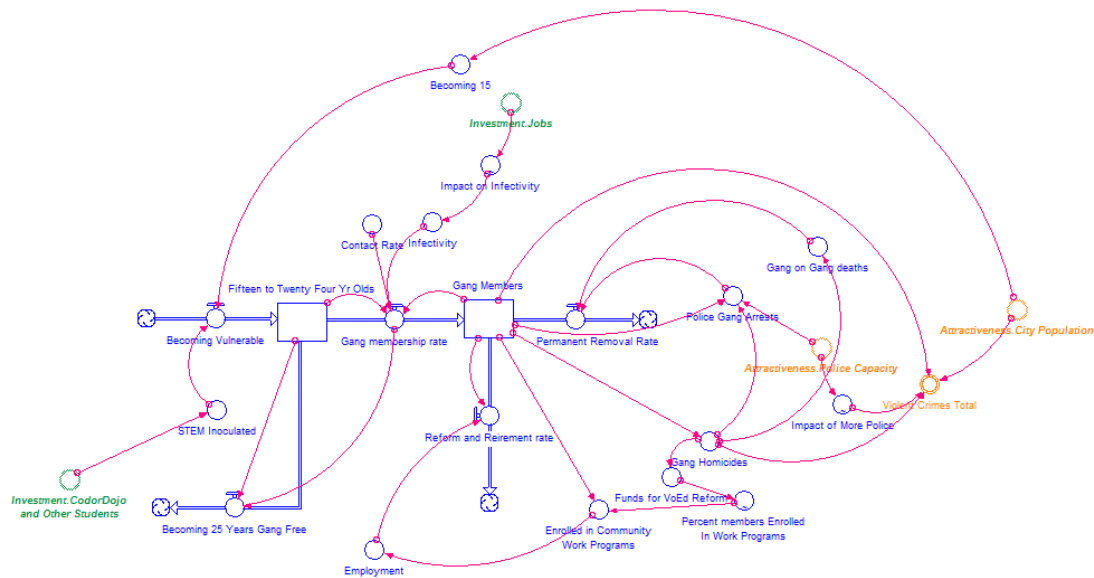 Becoming 15
Investment.Jobs
Impact on Infectivity
Contact Rate
Infectivity
Gang on Gang deaths
Fifteen to Twenty Four Yr Olds
Gang Members
Police Gang Arrests
Attractiveness.City Population
Becoming Vulnerable
Gang membership rate
Permanent Removal Rate
Attractiveness.Police Capacity
Violent Crimes Total
STEM Inoculated
Impact of More Police
Reform and Reirement rate
Gang Homicides
Investment.CodorDojo
and Other Students
Funds for VoEd Reform
Becoming 25 Years Gang Free
Enrolled in Community
Work Programs
Percent members Enrolled
In Work Programs
Employment